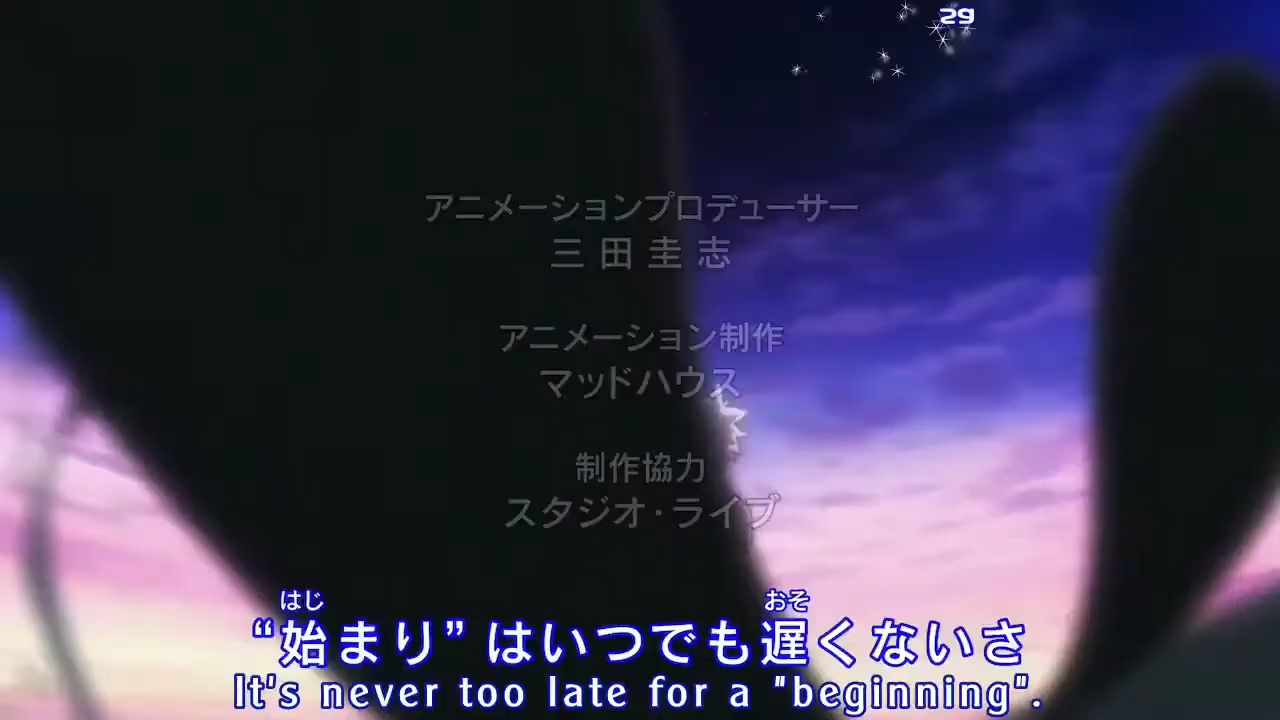 29
アニメーションプロデューサー
三田圭志
アニメーション制作
マッドハウス
制作協力
スタジオ・ライブ
はじ おそ
“始まり”はいつでも遅くないさ
It's never too late for a "beginning".